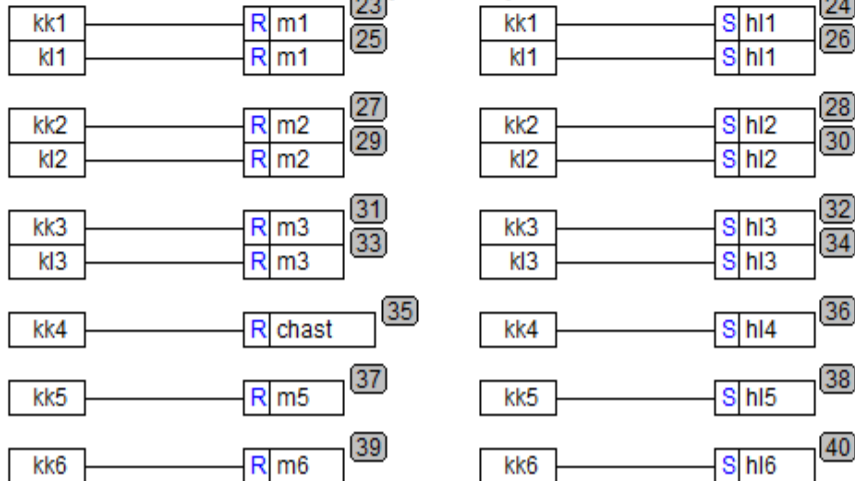 23 24
kk1 R m1 kk1 S hl1
25 26
kl1 R m1 kl1 S hl1
27 28
kk2 R m2 kk2 S hl2
29 30
kl2 R m2 kl2 S hl2
31 32
kk3 R m3 kk3 S hl3
33 34
kl3 R m3 kl3 S hl3
35 36
kk4 R chast kk4 S hl4
37 38
kk5 R m5 kk5 S hl5
39 40
kk6 R m6 kk6 S hl6